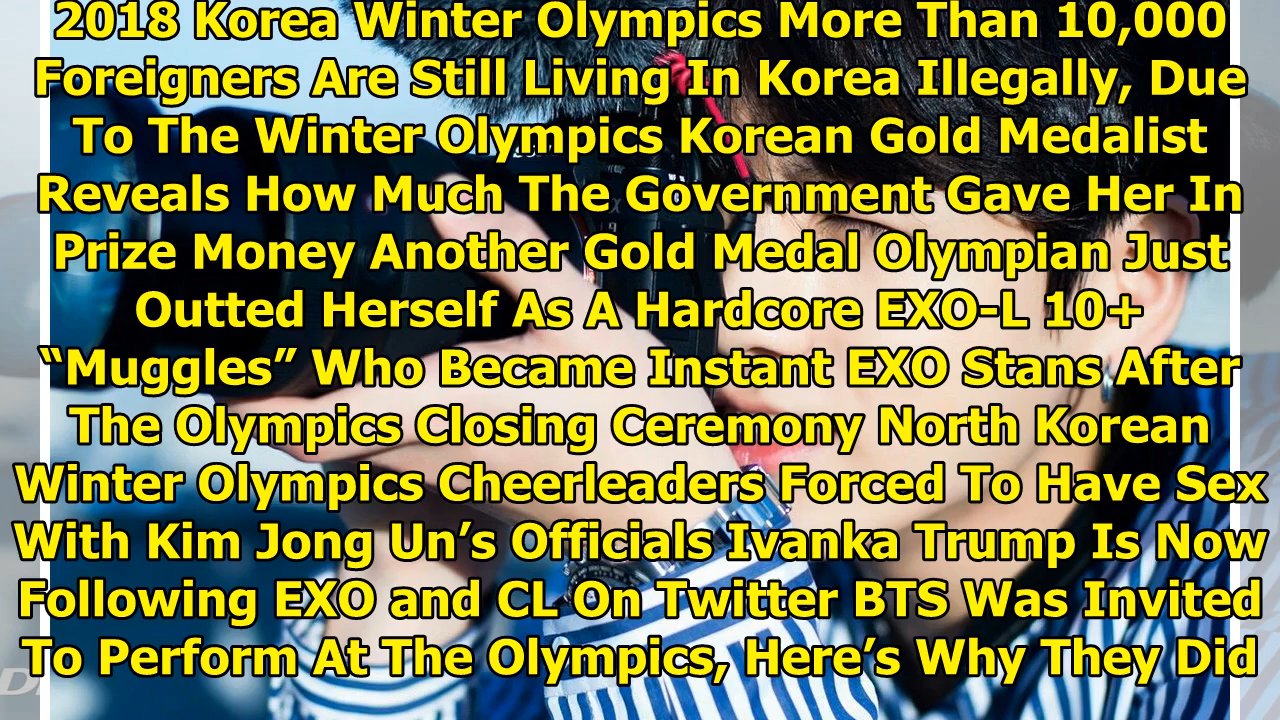 2018 Korea Winter Olympics More Than 10,000
Foreigners Are Still Living In Korea Illegally, Due
To The Winter Olympics Korean Gold Medalist
Reveals How Much The Government Gave Her In
Prize Money Another Gold Medal Olympian Just
Outted Herself As A Hardcore EXO-L 10+
“Muggles” Who Became Instant EXO Stans After
The Olympics Closing Ceremony North Korean
Winter Olympics Cheerleaders Forced To Have Sex
With Kim Jong Un’s Officials Ivanka Trump Is Now
Following EXO and CL On Twitter BTS Was Invited
To Perform At The Olympics, Here’s Why They Did